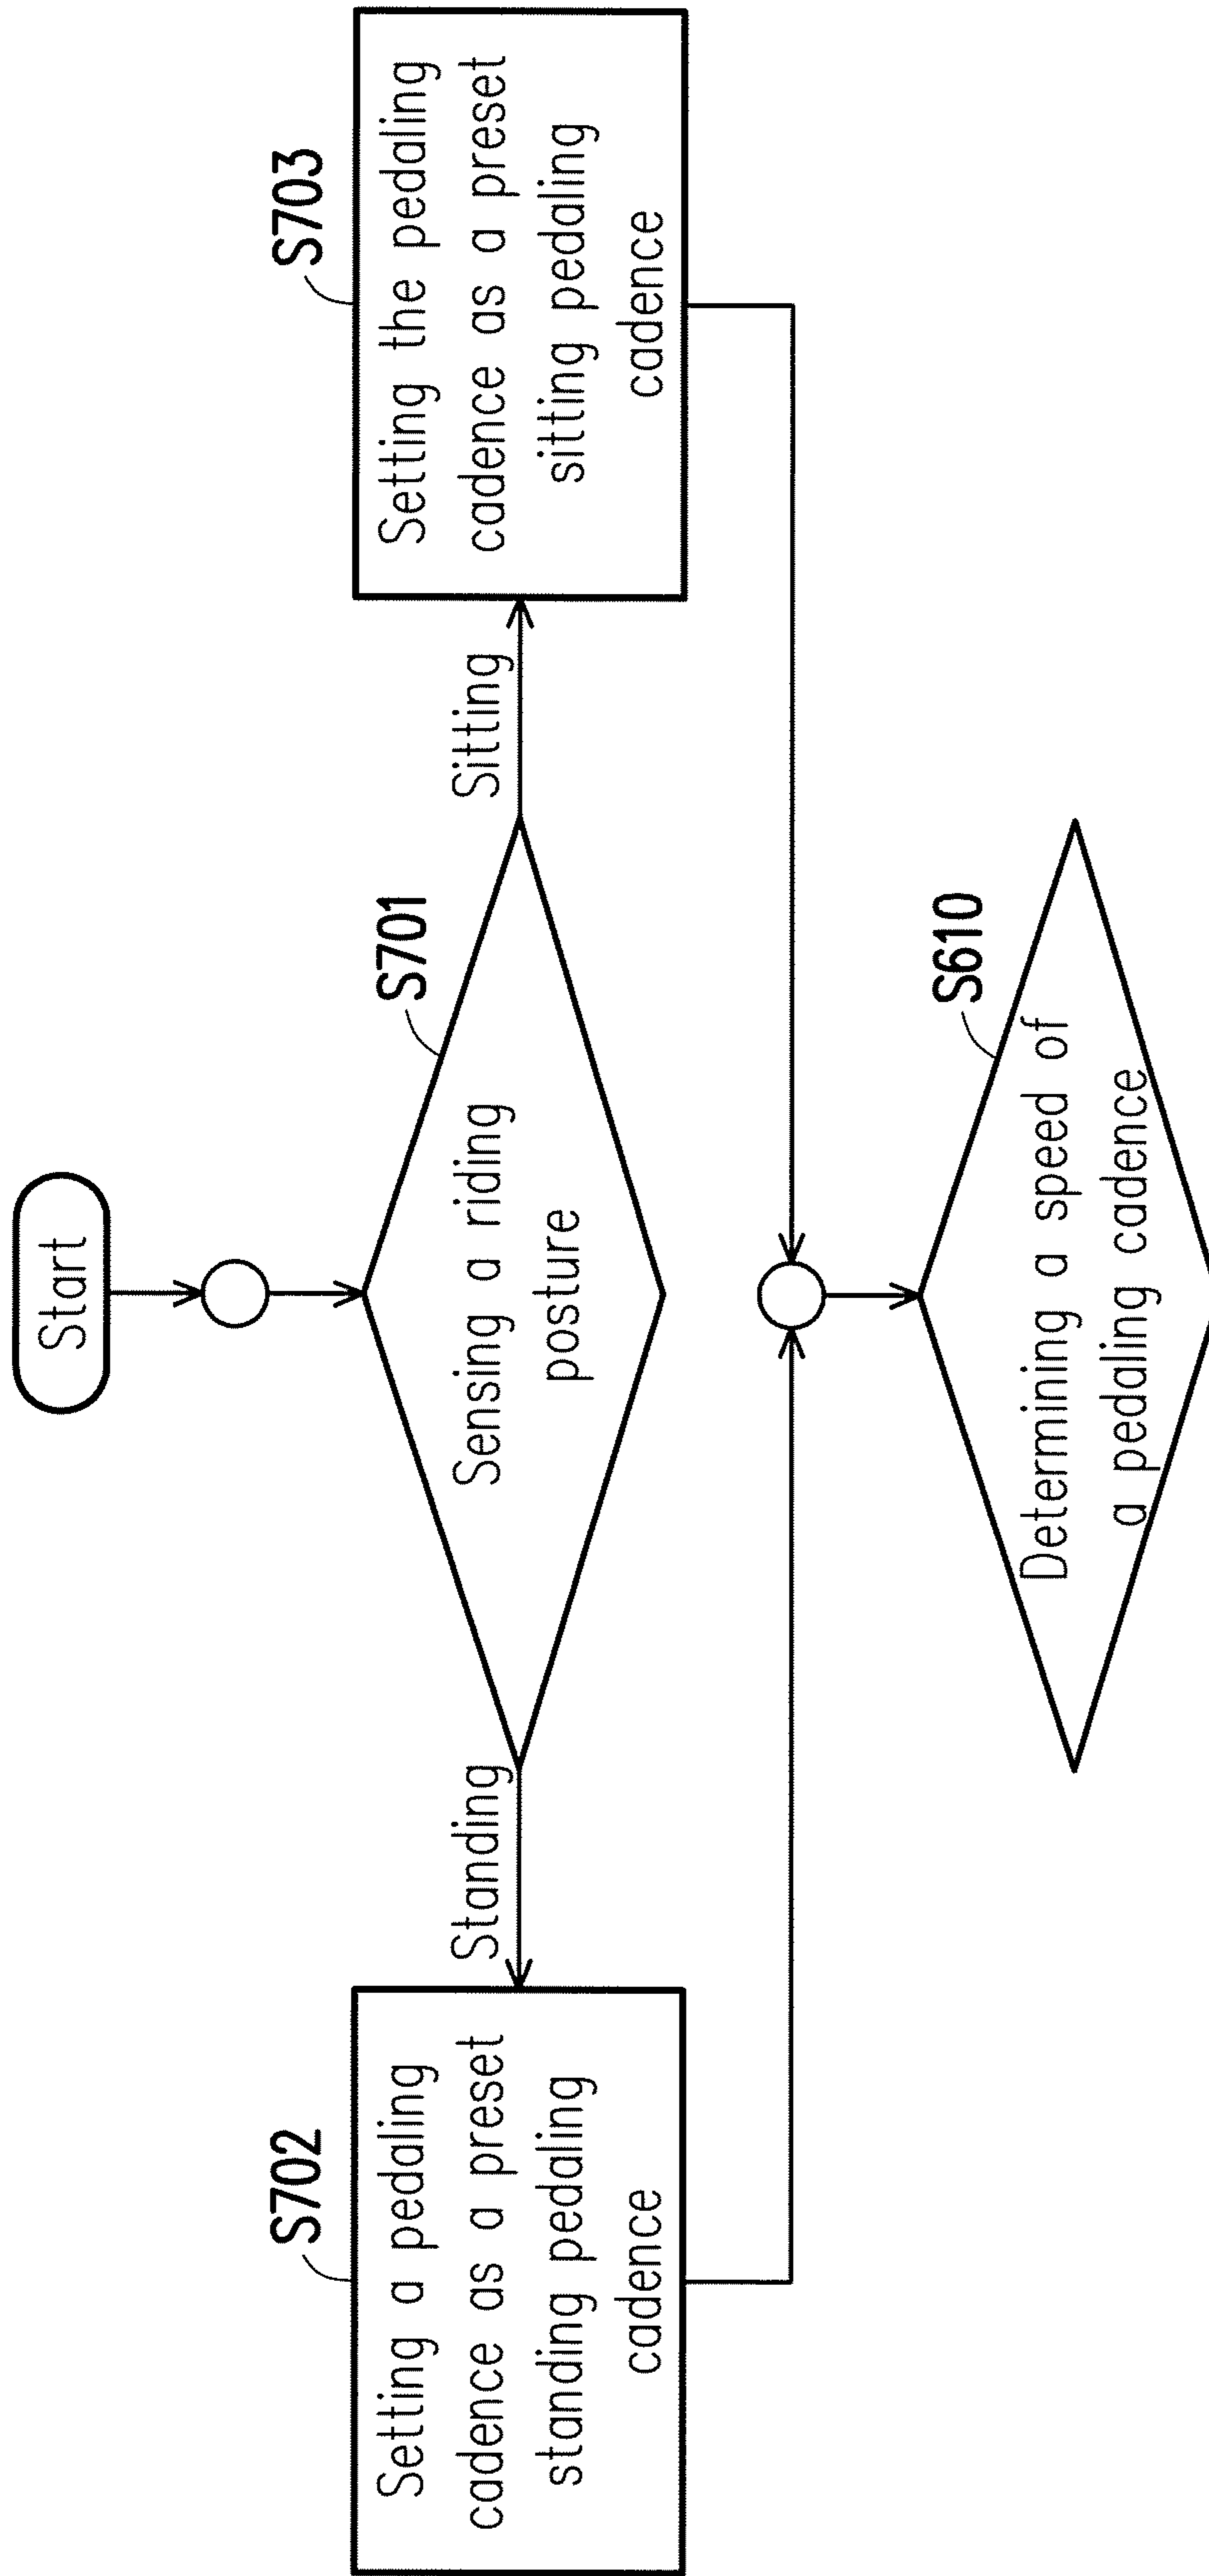 Start
S701
Sensing a riding
posture
Standing
Sitting
S702
Setting a pedaling
cadence as a preset
standing pedaling
cadence
S703
Setting the pedaling
cadence as a preset
sitting pedaling
cadence
S610
Determining a speed of
a pedaling cadence